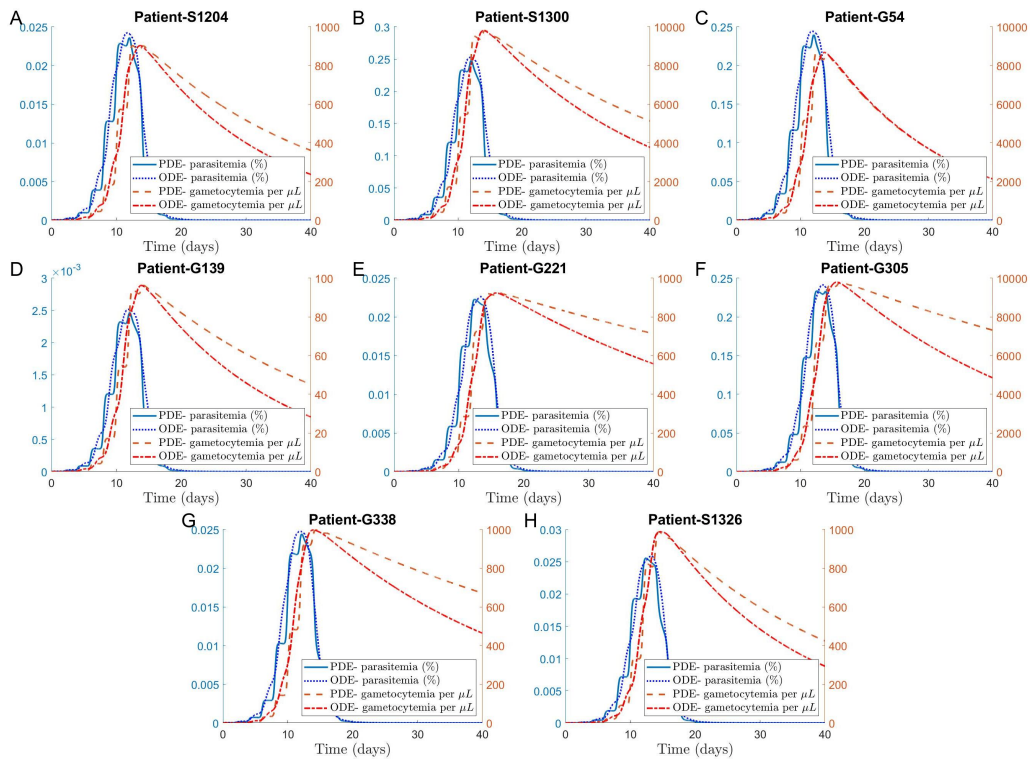 A Patient-S1204
0.025 0.02 0.015 0.01 0.005 0
1000 800 600 400 200 0
PDE- parasitemia (%)
ODE- parasitemia (%)
PDE- gametocytemia per μL
ODE- gametocytemia per μL
0 10 20 30 40
Time (days)
B Patient-S1300
0.3 0.25 0.2 0.15 0.1 0.05 0
10000 8000 6000 4000 2000 0
PDE- parasitemia (%)
ODE- parasitemia (%)
PDE- gametocytemia per μL
ODE- gametocytemia per μL
0 10 20 30 40
Time (days)
C Patient-G54
0.25 0.2 0.15 0.1 0.05 0
10000 8000 6000 4000 2000 0
PDE- parasitemia (%)
ODE- parasitemia (%)
PDE- gametocytemia per μL
ODE- gametocytemia per μL
0 10 20 30 40
Time (days)
D Patient-G139
×10⁻³
3 2.5 2 1.5 1 0.5 0
100 80 60 40 20 0
PDE- parasitemia (%)
ODE- parasitemia (%)
PDE- gametocytemia per μL
ODE- gametocytemia per μL
0 10 20 30 40
Time (days)
E Patient-G221
0.025 0.02 0.015 0.01 0.005 0
1000 800 600 400 200 0
PDE- parasitemia (%)
ODE- parasitemia (%)
PDE- gametocytemia per μL
ODE- gametocytemia per μL
0 10 20 30 40
Time (days)
F Patient-G305
0.25 0.2 0.15 0.1 0.05 0
10000 8000 6000 4000 2000 0
PDE- parasitemia (%)
ODE- parasitemia (%)
PDE- gametocytemia per μL
ODE- gametocytemia per μL
0 10 20 30 40
Time (days)
G Patient-G338
0.025 0.02 0.015 0.01 0.005 0
1000 800 600 400 200 0
PDE- parasitemia (%)
ODE- parasitemia (%)
PDE- gametocytemia per μL
ODE- gametocytemia per μL
0 10 20 30 40
Time (days)
H Patient-S1326
0.03 0.025 0.02 0.015 0.01 0.005 0
1000 800 600 400 200 0
PDE- parasitemia (%)
ODE- parasitemia (%)
PDE- gametocytemia per μL
ODE- gametocytemia per μL
0 10 20 30 40
Time (days)